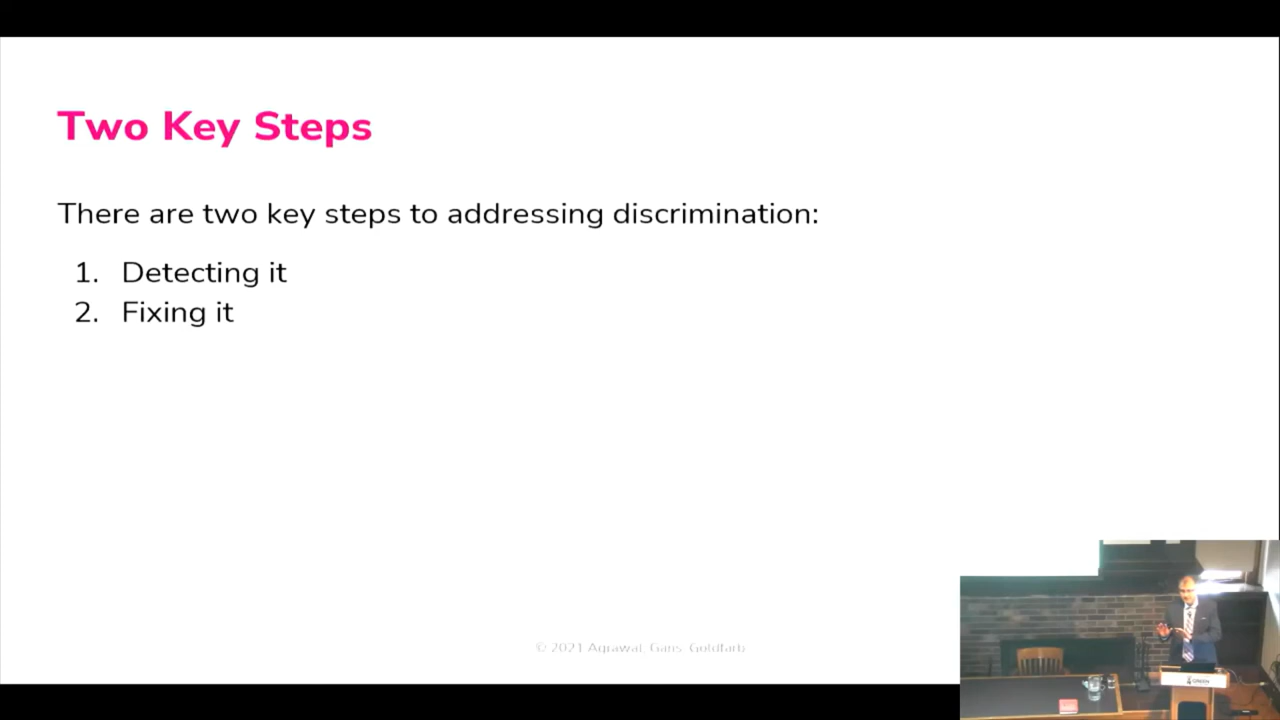 Two Key Steps
There are two key steps to addressing discrimination:
1. Detecting it
2. Fixing it
© 2021 Agrawal, Gans, Goldfarb
GREEN